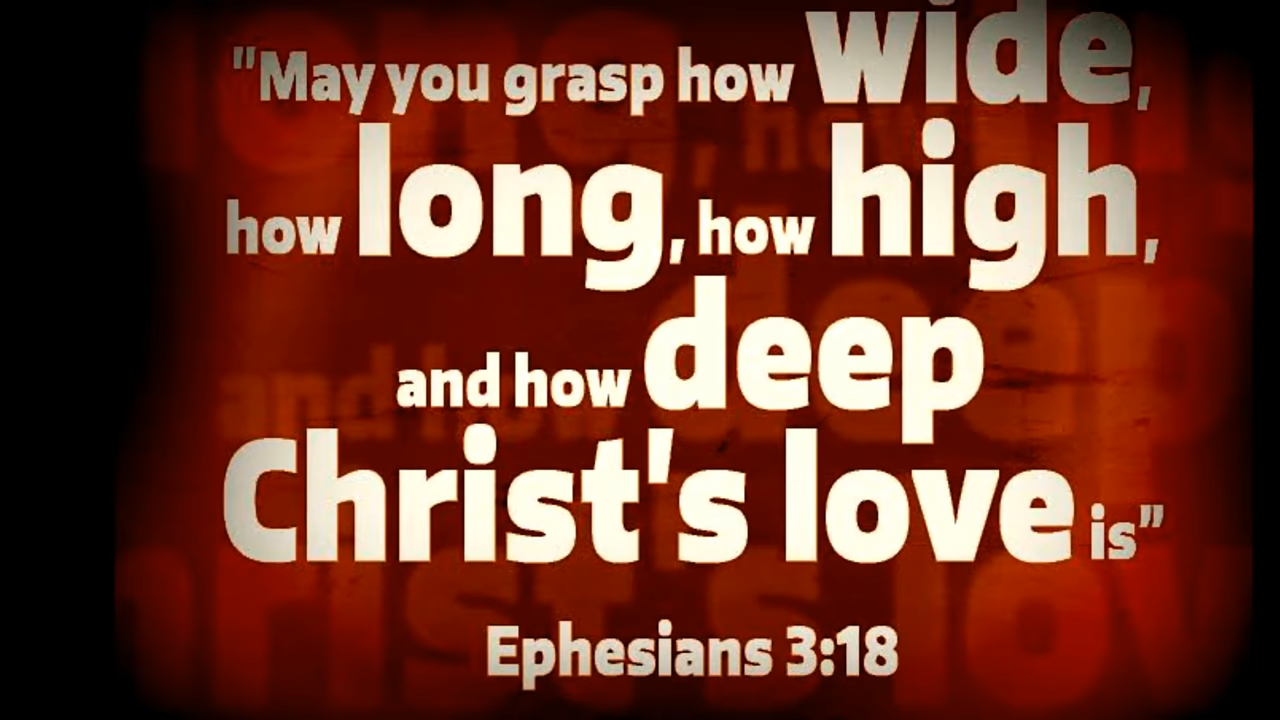 "May you grasp how wide,
how long, how high,
and how deep
Christ's love is"
Ephesians 3:18